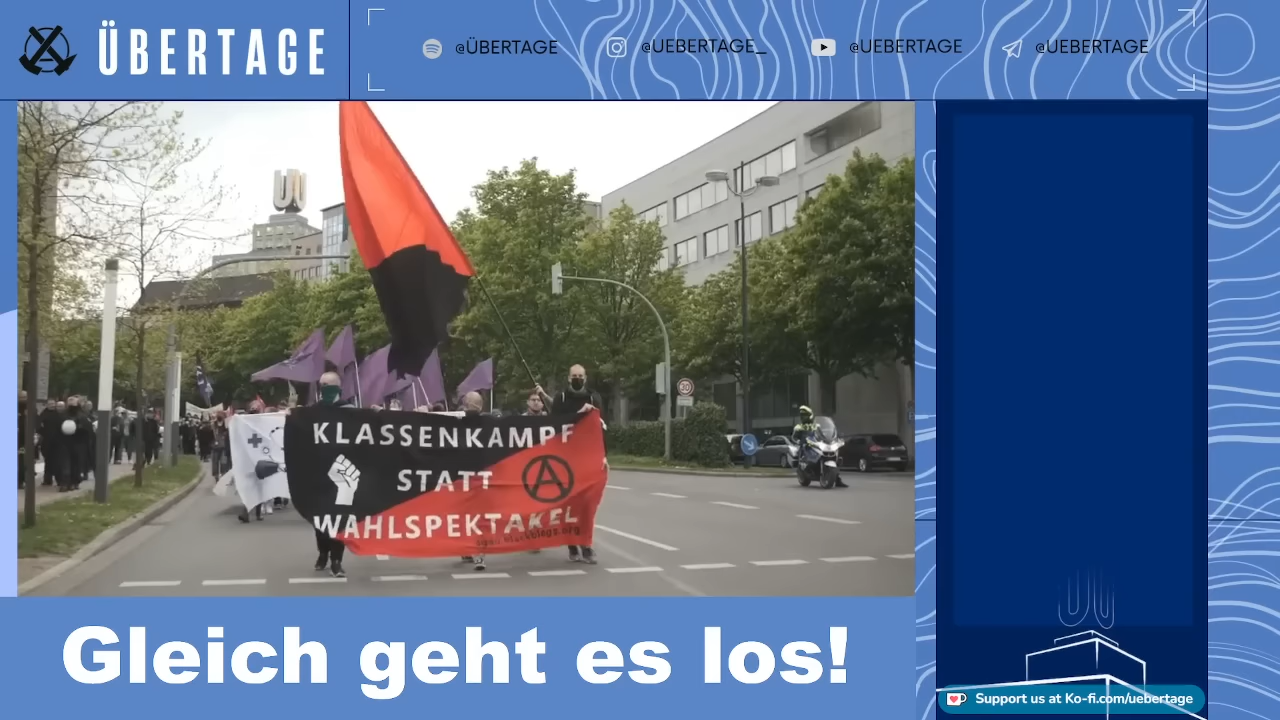 ÜBERTAGE
@ÜBERTAGE
@UEBERTAGE_
@UEBERTAGE
@UEBERTAGE
KLASSENKAMPF
STATT
WAHLSPEKTAKEL
Gleich geht es los!
Support us at Ko-fi.com/uebertage